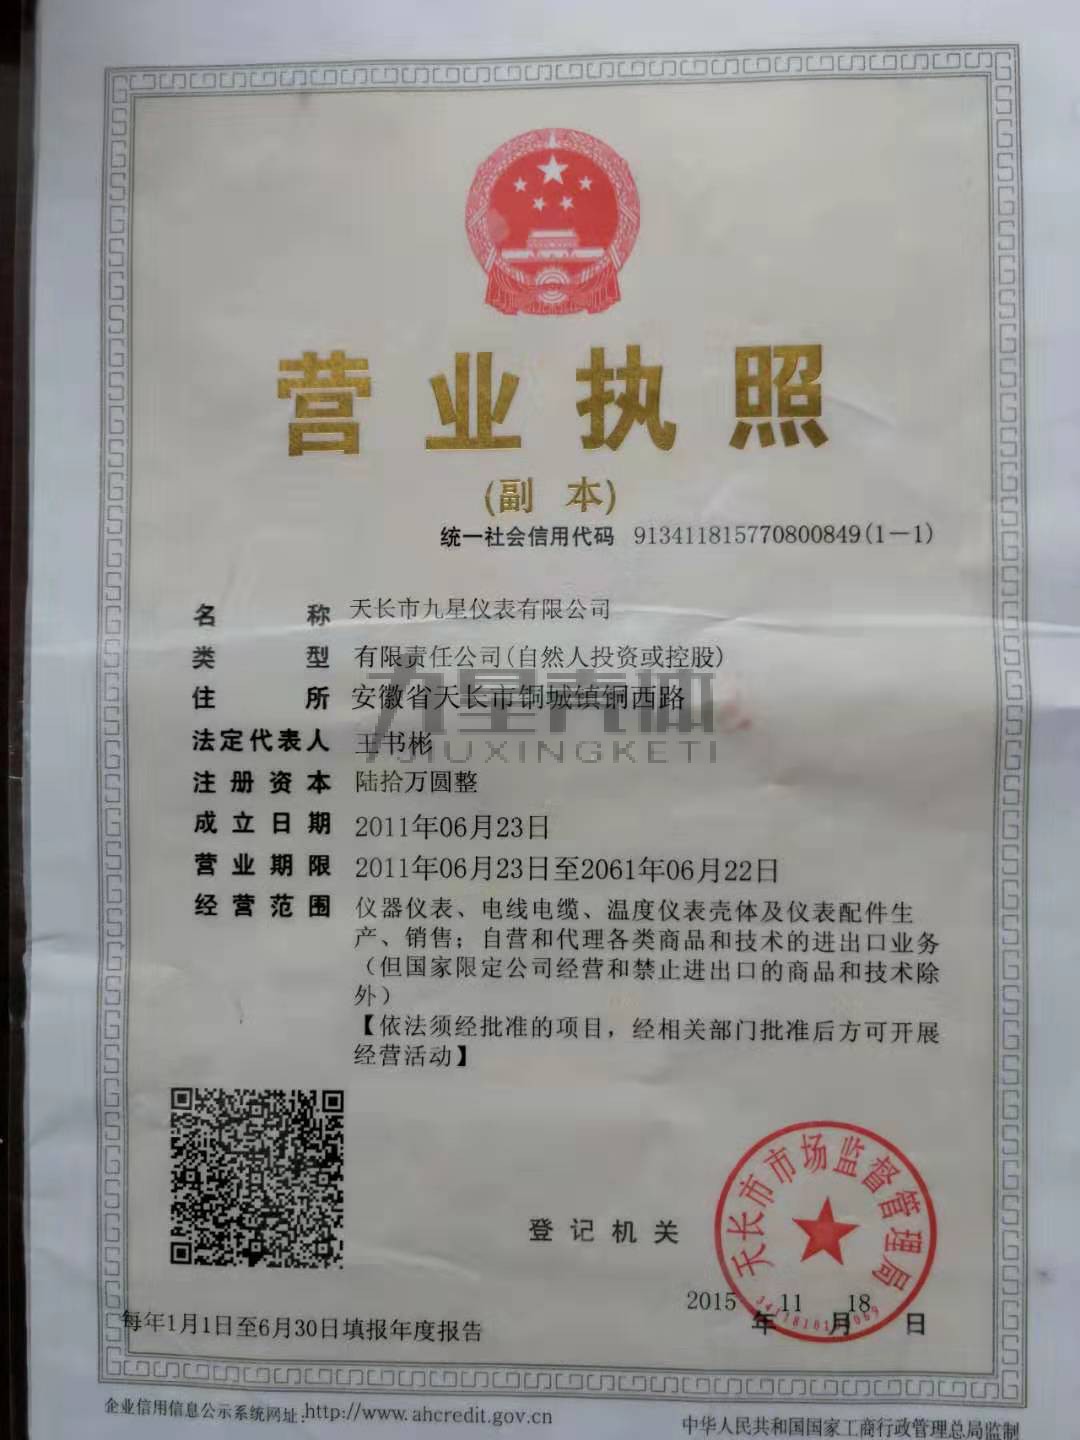 营业执照
(副 本)
统一社会信用代码 913411815770800849(1-1)
名称 天长市九星仪表有限公司
类型 有限责任公司(自然人投资或控股)
住所 安徽省天长市铜城镇铜西路
九星壳体
法定代表人 王书彬
JIUXINGKETI
注册资本 陆拾万圆整
成立日期 2011年06月23日
营业期限 2011年06月23日至2061年06月22日
经营范围 仪器仪表、电线电缆、温度仪表壳体及仪表配件生
产、销售；自营和代理各类商品和技术的进出口业务
（但国家限定公司经营和禁止进出口的商品和技术除
外）
【依法须经批准的项目，经相关部门批准后方可开展
经营活动】
天长市市场监督管理局
登记机关
2015年11月18日
每年1月1日至6月30日填报年度报告
企业信用信息公示系统网址:http://www.ahcredit.gov.cn
中华人民共和国国家工商行政管理总局监制